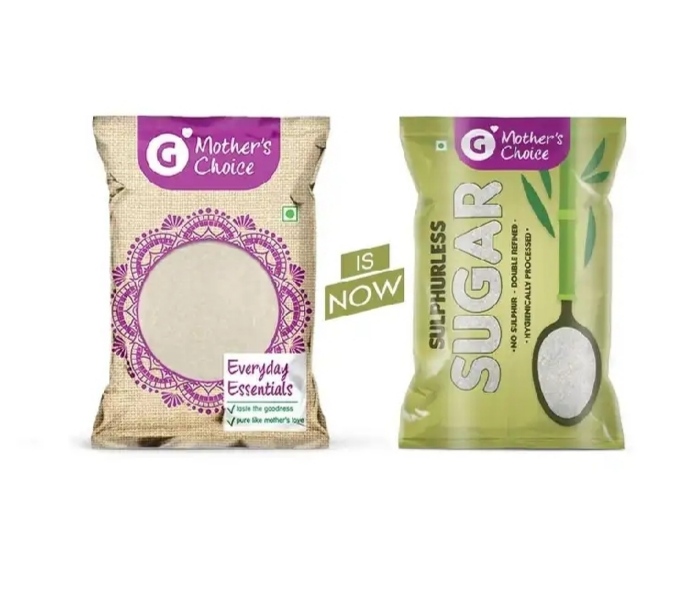 G Mother's
Choice
Everyday
Essentials
taste the goodness
pure like mother's love
IS
NOW
G Mother's
Choice
SULPHURLESS
SUGAR
•NO SULPHUR • DOUBLE REFINED•
•HYGIENICALLY PROCESSED•